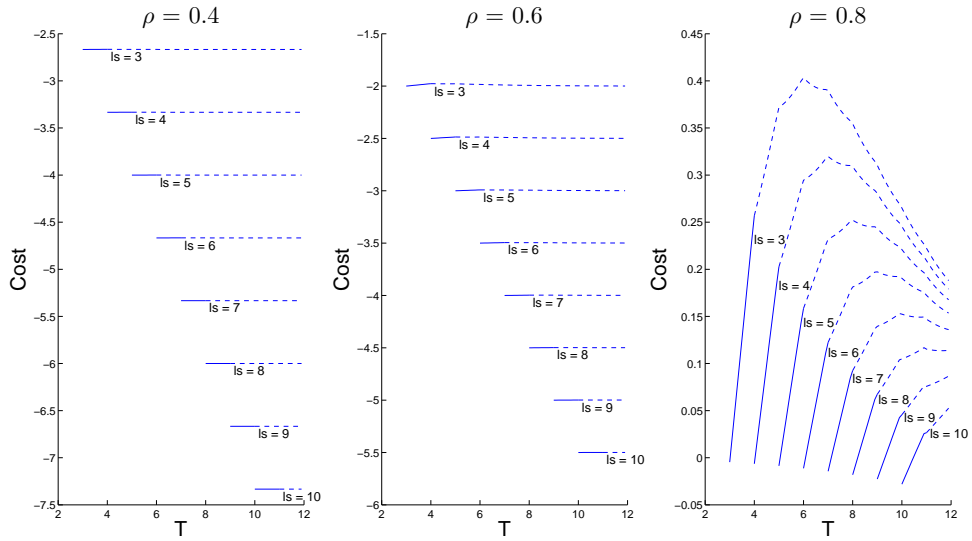 ρ = 0.4
-2.5
-3
-3.5
-4
-4.5
-5
-5.5
-6
-6.5
-7
-7.5
Cost
ls = 3
ls = 4
ls = 5
ls = 6
ls = 7
ls = 8
ls = 9
ls = 10
2 4 6 8 10 12
T
ρ = 0.6
-1.5
-2
-2.5
-3
-3.5
-4
-4.5
-5
-5.5
-6
Cost
ls = 3
ls = 4
ls = 5
ls = 6
ls = 7
ls = 8
ls = 9
ls = 10
2 4 6 8 10 12
T
ρ = 0.8
0.45
0.4
0.35
0.3
0.25
0.2
0.15
0.1
0.05
0
-0.05
Cost
ls = 3
ls = 4
ls = 5
ls = 6
ls = 7
ls = 8
ls = 9
ls = 10
2 4 6 8 10 12
T